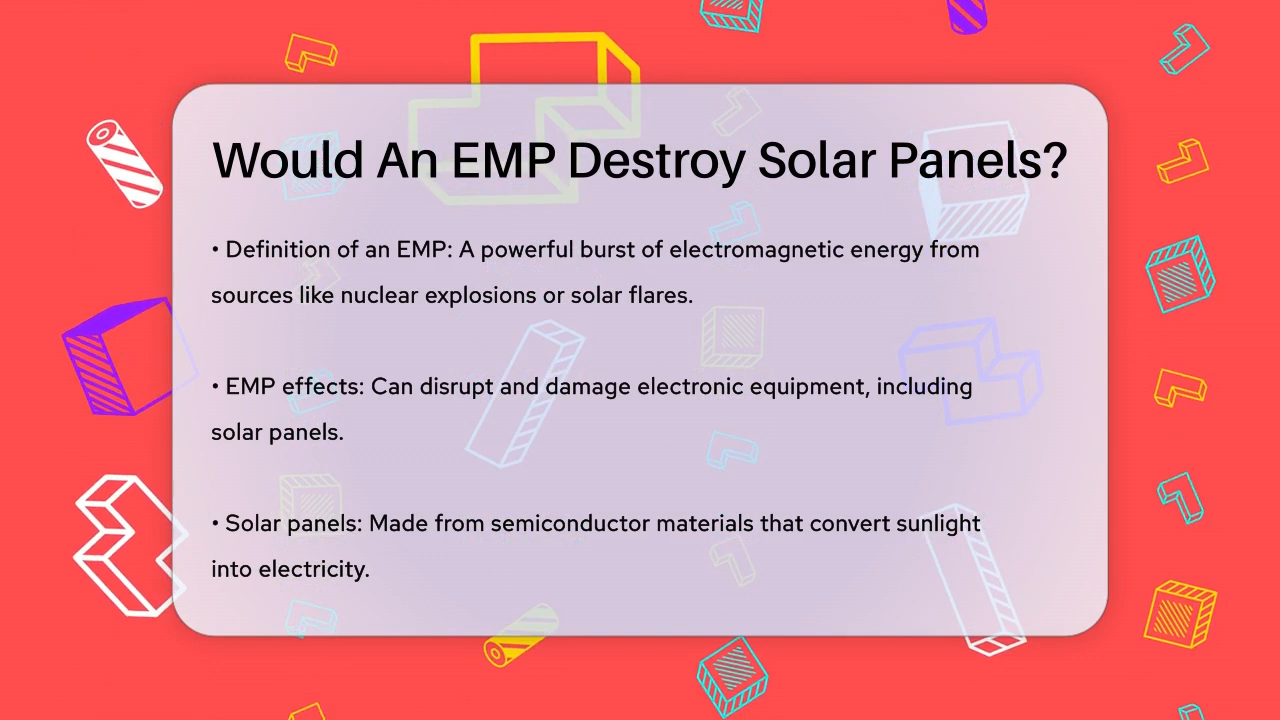 Would An EMP Destroy Solar Panels?
• Definition of an EMP: A powerful burst of electromagnetic energy from
sources like nuclear explosions or solar flares.
• EMP effects: Can disrupt and damage electronic equipment, including
solar panels.
• Solar panels: Made from semiconductor materials that convert sunlight
into electricity.